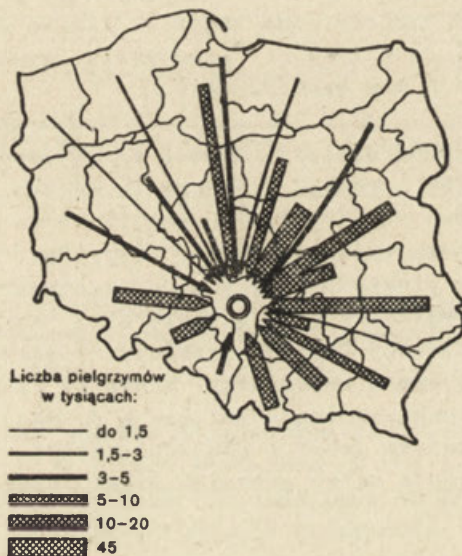 Liczba pielgrzymów
w tysiącach:
do 1,5
1,5–3
3–5
5–10
10–20
45